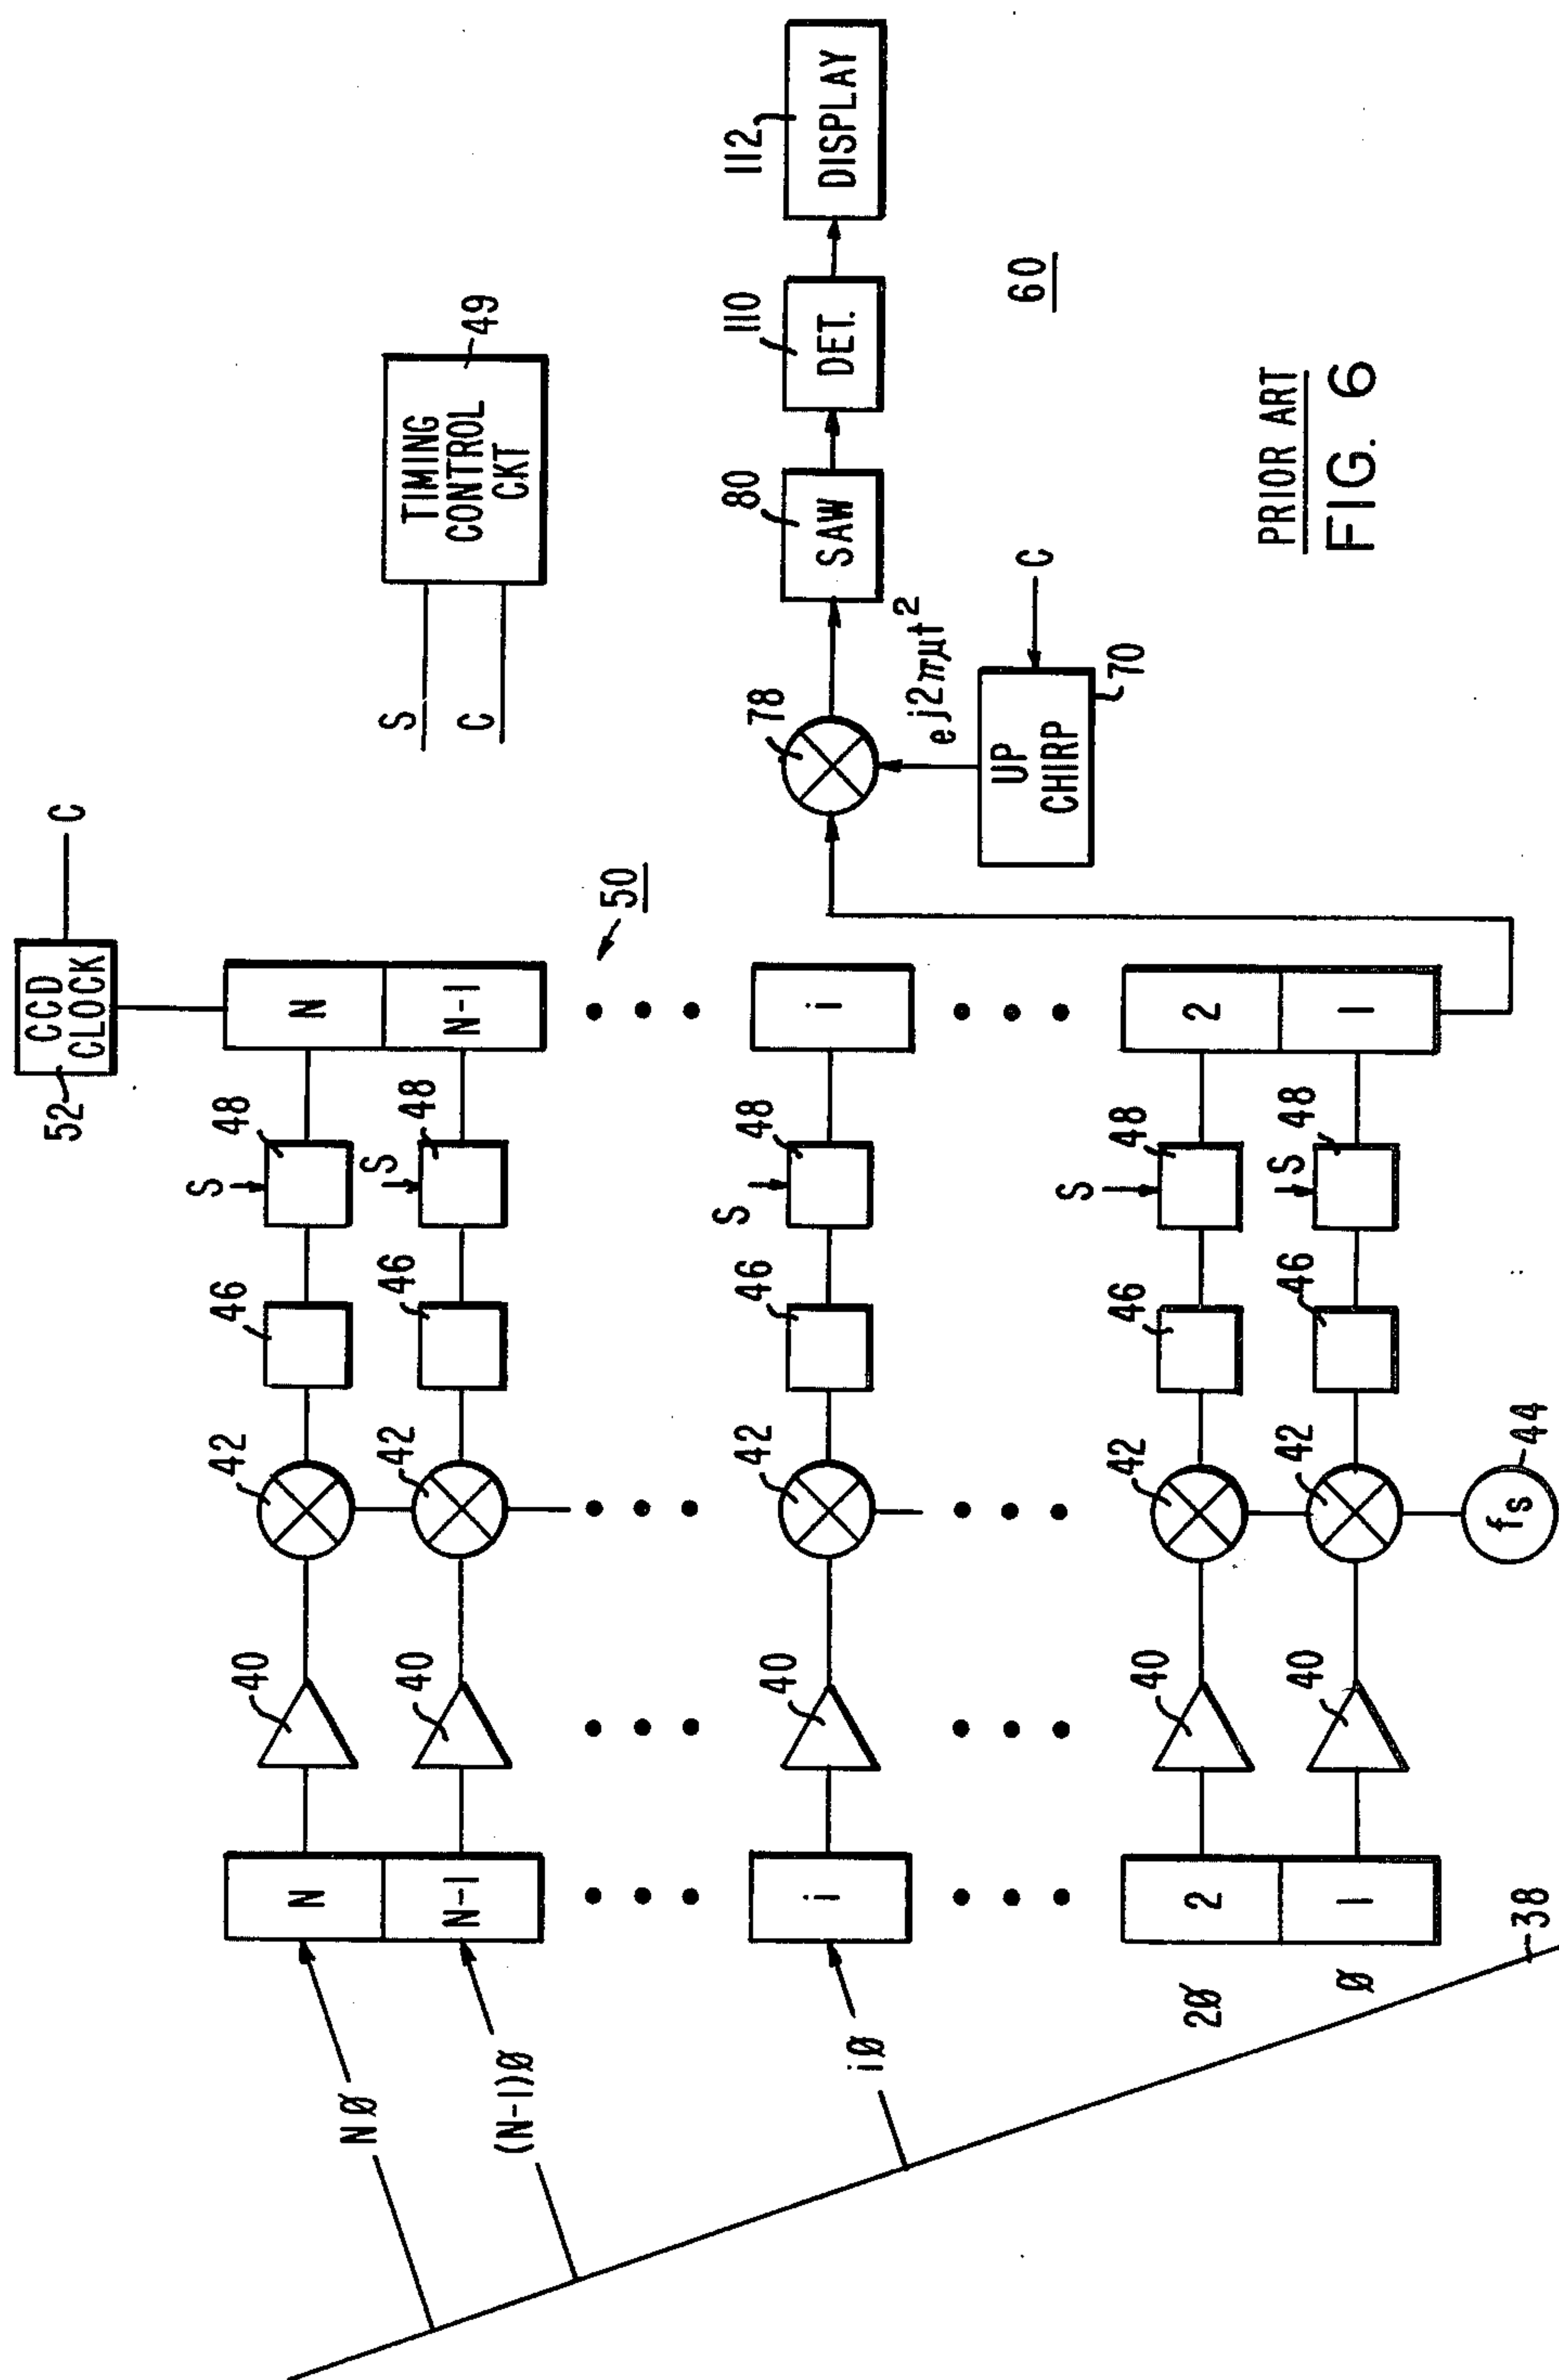 52
CCD
CLOCK
C
S
C
TIMING
CONTROL
CKT
49
NØ
N
40
42
46
S
48
N
(N-1)Ø
N-1
40
42
46
S
48
N-1
50
iØ
i
40
42
46
S
48
i
78
80
SAW
110
DET.
112
DISPLAY
e j2πμt²
UP
CHIRP
70
C
60
2Ø
2
40
42
46
S
48
2
Ø
1
40
42
46
S
48
1
38
fs
44
PRIOR ART
FIG. 6